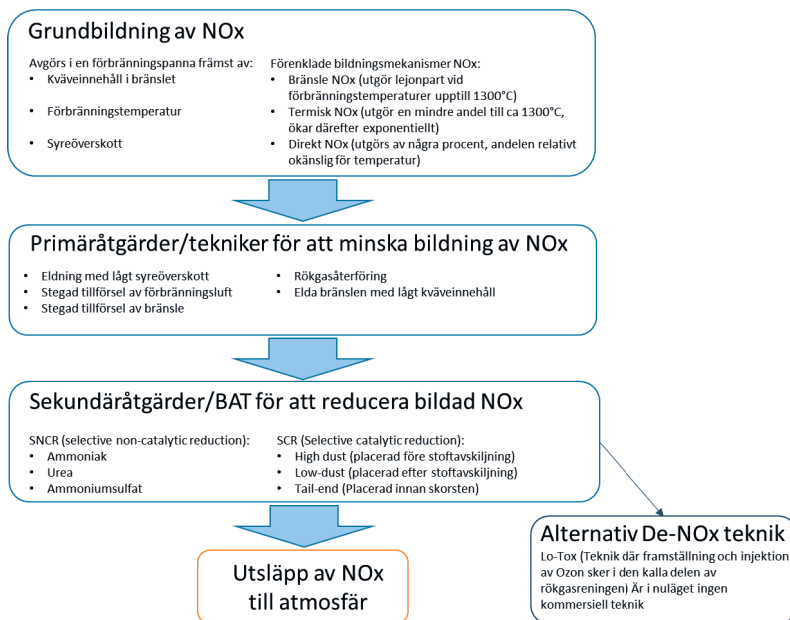 Grundbildning av NOx
Avgörs i en förbränningspanna främst av:
• Kväveinnehåll i bränslet
• Förbränningstemperatur
• Syreöverskott
Förenklade bildningsmekanismer NOx:
• Bränsle NOx (utgör lejonpart vid
förbränningstemperaturer upptill 1300°C)
• Termisk NOx (utgör en mindre andel till ca 1300°C,
ökar därefter exponentiellt)
• Direkt NOx (utgörs av några procent, andelen relativt
okänslig för temperatur)
Primäråtgärder/tekniker för att minska bildning av NOx
• Eldning med lågt syreöverskott
• Stegad tillförsel av förbränningsluft
• Stegad tillförsel av bränsle
• Rökgasåterföring
• Elda bränslen med lågt kväveinnehåll
Sekundäråtgärder/BAT för att reducera bildad NOx
SNCR (selective non-catalytic reduction):
• Ammoniak
• Urea
• Ammoniumsulfat
SCR (Selective catalytic reduction):
• High dust (placerad före stoftavskiljning)
• Low-dust (placerad efter stoftavskiljning)
• Tail-end (Placerad innan skorsten)
Alternativ De-NOx teknik
Lo-Tox (Teknik där framställning och injektion
av Ozon sker i den kalla delen av
rökgasreningen) Är i nuläget ingen
kommersiell teknik
Utsläpp av NOx
till atmosfär